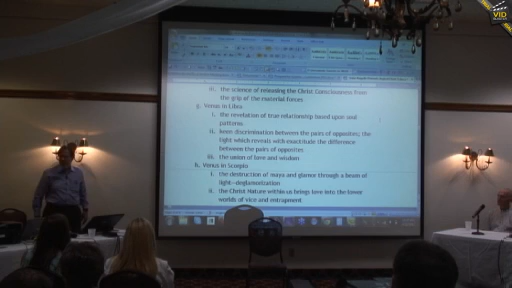 VID
ii. the science of releasing the Christ Consciousness from
the grip of the material forces
g. Venus in Libra
i. the revelation of true relationship based upon soul
patterns
ii. keen discrimination between the pairs of opposites; the
light which reveals with exactitude the difference
between the pairs of opposites
iii. the union of love and wisdom
h. Venus in Scorpio
i. the destruction of maya and glamor through a beam of
light—deglamorization
ii. the Christ Nature within us brings love into the lower
worlds of vice and entrapment